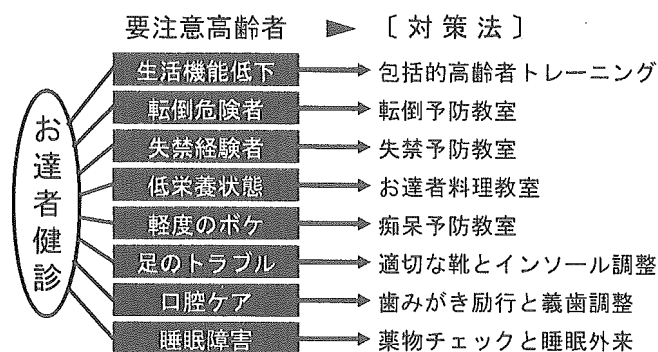 要注意高齢者 ▶ 〔対策法〕
お達者健診
生活機能低下 → 包括的高齢者トレーニング
転倒危険者 → 転倒予防教室
失禁経験者 → 失禁予防教室
低栄養状態 → お達者料理教室
軽度のボケ → 痴呆予防教室
足のトラブル → 適切な靴とインソール調整
口腔ケア → 歯みがき励行と義歯調整
睡眠障害 → 薬物チェックと睡眠外来